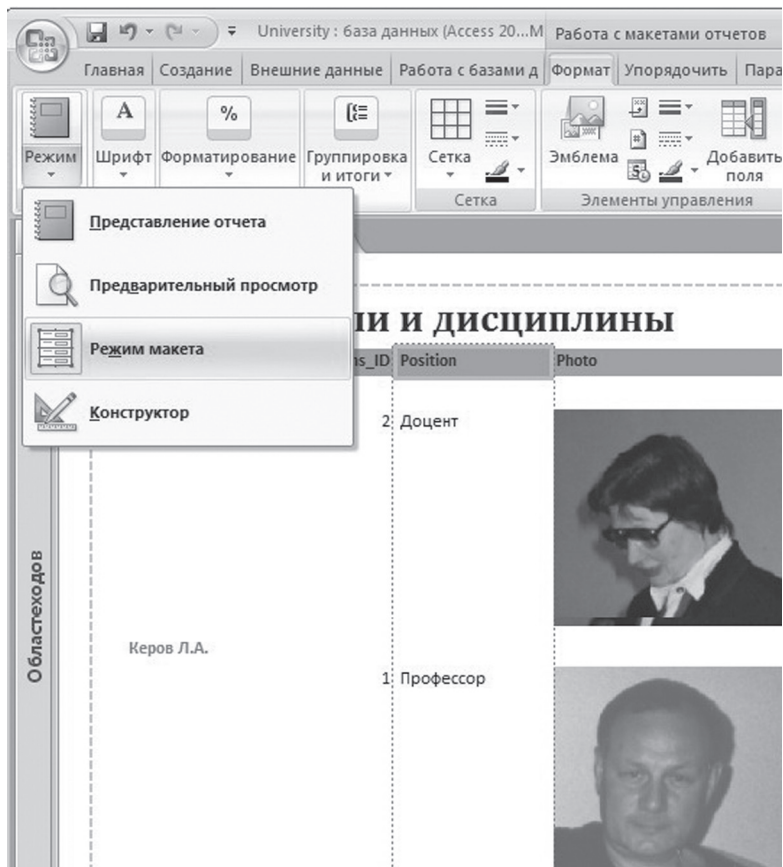 University : база данных (Access 20...M
Работа с макетами отчетов
Главная Создание Внешние данные Работа с базами д Формат Упорядочить Пара
Режим Шрифт Форматирование Группировка и итоги Сетка Эмблема Добавить поля
Сетка Элементы управления
Представление отчета
Предварительный просмотр
Режим макета
Конструктор
ли и дисциплины
ns_ID Position Photo
2 Доцент
Керов Л.А.
1 Профессор
Областеходов